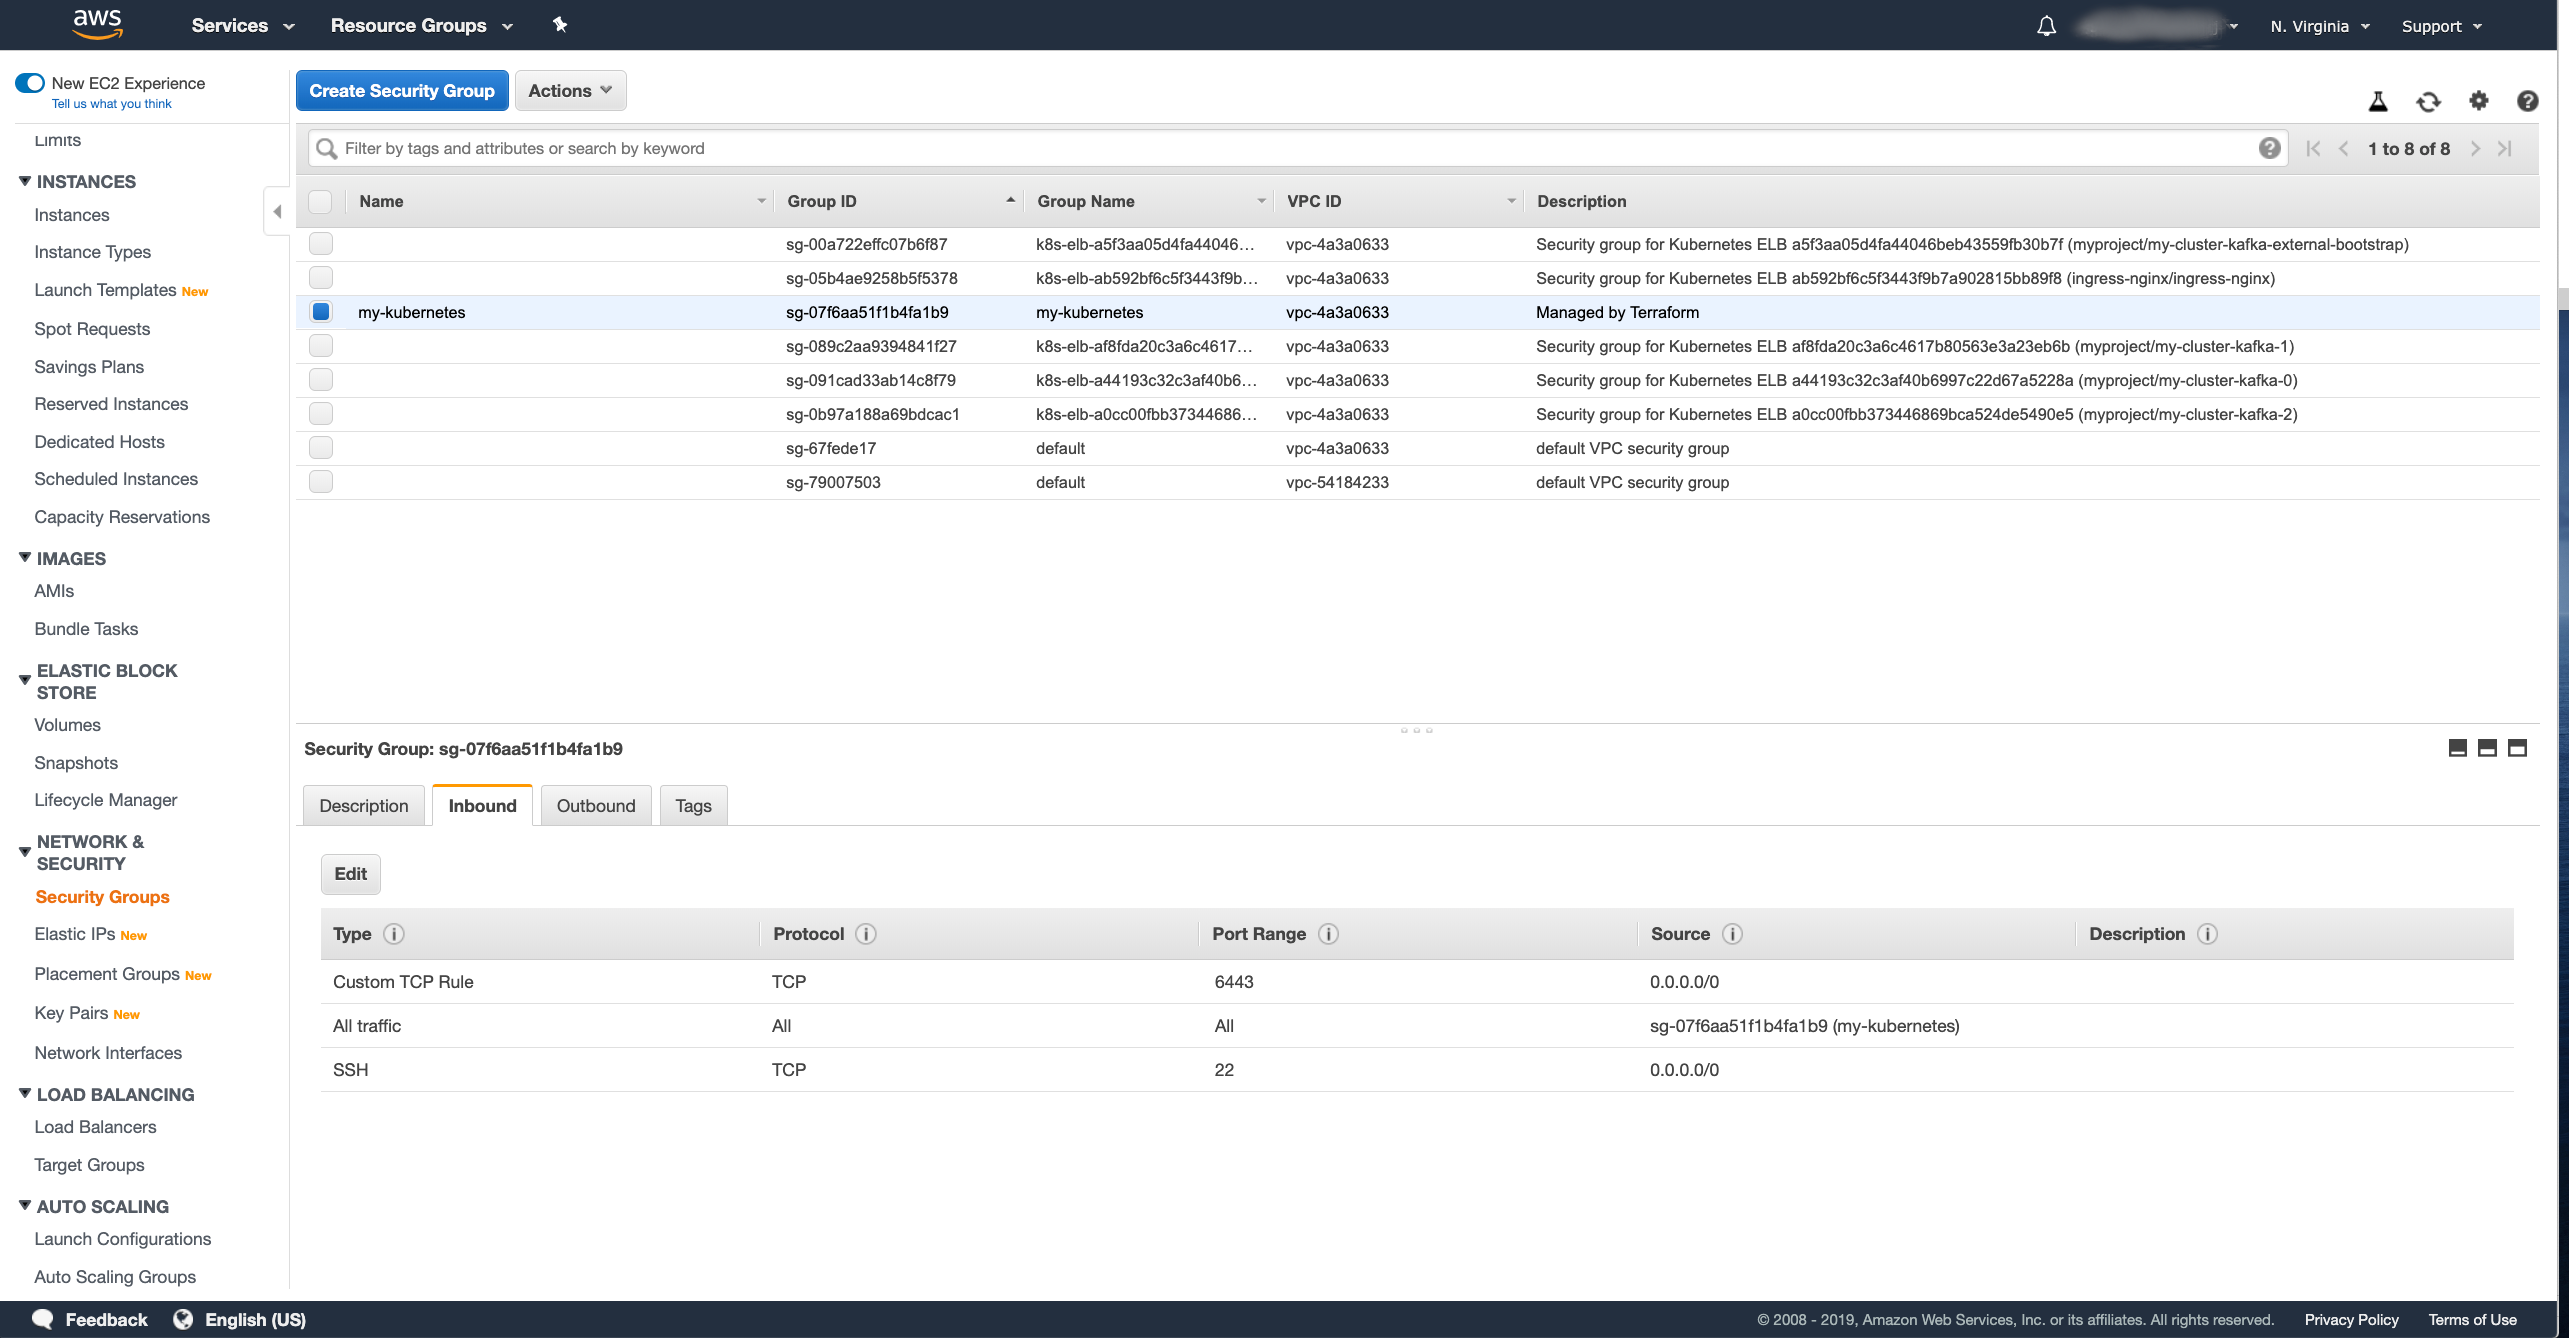 aws Services Resource Groups N. Virginia Support
New EC2 Experience
Tell us what you think
Limits
INSTANCES
Instances
Instance Types
Launch Templates New
Spot Requests
Savings Plans
Reserved Instances
Dedicated Hosts
Scheduled Instances
Capacity Reservations
IMAGES
AMIs
Bundle Tasks
ELASTIC BLOCK
STORE
Volumes
Snapshots
Lifecycle Manager
NETWORK &
SECURITY
Security Groups
Elastic IPs New
Placement Groups New
Key Pairs New
Network Interfaces
LOAD BALANCING
Load Balancers
Target Groups
AUTO SCALING
Launch Configurations
Auto Scaling Groups
Create Security Group Actions
Filter by tags and attributes or search by keyword 1 to 8 of 8
Name Group ID Group Name VPC ID Description
sg-00a722effc07b6f87 k8s-elb-a5f3aa05d4fa44046... vpc-4a3a0633 Security group for Kubernetes ELB a5f3aa05d4fa44046beb43559fb30b7f (myproject/my-cluster-kafka-external-bootstrap)
sg-05b4ae9258b5f5378 k8s-elb-ab592bf6c5f3443f9b... vpc-4a3a0633 Security group for Kubernetes ELB ab592bf6c5f3443f9b7a902815bb89f8 (ingress-nginx/ingress-nginx)
my-kubernetes sg-07f6aa51f1b4fa1b9 my-kubernetes vpc-4a3a0633 Managed by Terraform
sg-089c2aa9394841f27 k8s-elb-af8fda20c3a6c4617... vpc-4a3a0633 Security group for Kubernetes ELB af8fda20c3a6c4617b80563e3a23eb6b (myproject/my-cluster-kafka-1)
sg-091cad33ab14c8f79 k8s-elb-a44193c32c3af40b6... vpc-4a3a0633 Security group for Kubernetes ELB a44193c32c3af40b6997c22d67a5228a (myproject/my-cluster-kafka-0)
sg-0b97a188a69bdcac1 k8s-elb-a0cc00fbb37344686... vpc-4a3a0633 Security group for Kubernetes ELB a0cc00fbb373446869bca524de5490e5 (myproject/my-cluster-kafka-2)
sg-67fede17 default vpc-4a3a0633 default VPC security group
sg-79007503 default vpc-54184233 default VPC security group
Security Group: sg-07f6aa51f1b4fa1b9
Description Inbound Outbound Tags
Edit
Type Protocol Port Range Source Description
Custom TCP Rule TCP 6443 0.0.0.0/0
All traffic All All sg-07f6aa51f1b4fa1b9 (my-kubernetes)
SSH TCP 22 0.0.0.0/0
Feedback English (US) © 2008 - 2019, Amazon Web Services, Inc. or its affiliates. All rights reserved. Privacy Policy Terms of Use